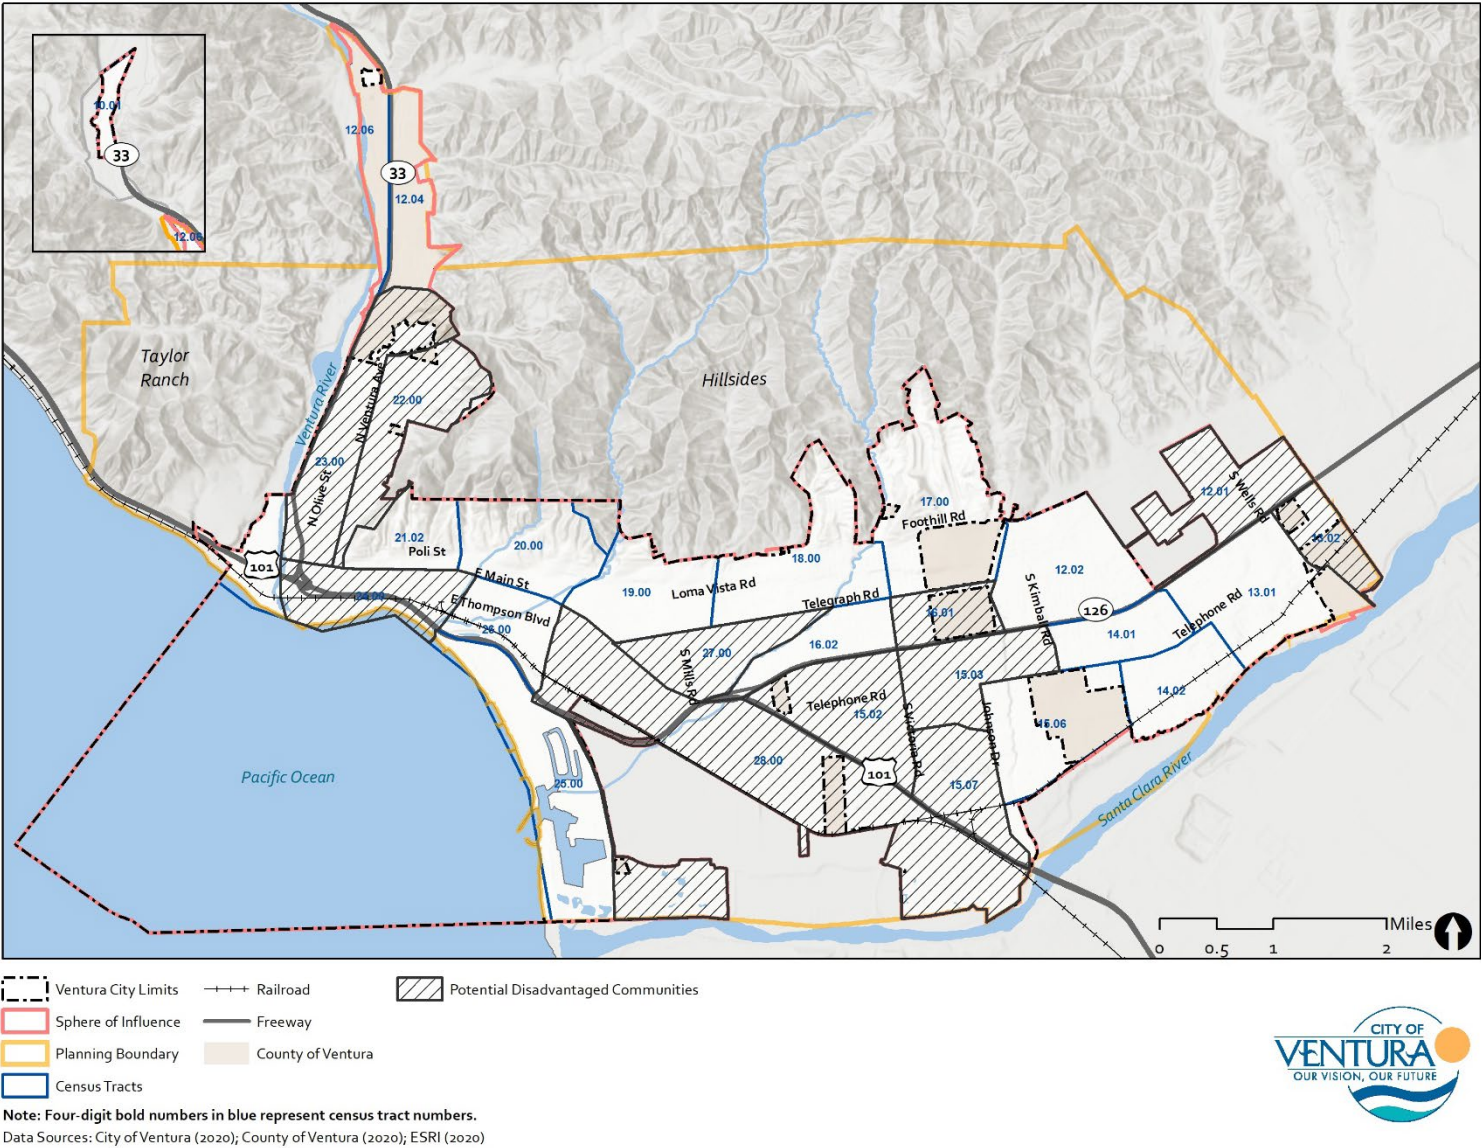 10.01
33
12.06
12.06
33
12.04
Taylor
Ranch
Hillsides
Ventura River
N Ventura Ave
22.00
23.00
N Olive St
21.02
Poli St
20.00
101
24.00
E Main St
E Thompson Blvd
26.00
19.00
Loma Vista Rd
18.00
17.00
Foothill Rd
Telegraph Rd
16.01
16.02
27.00
S Mills Rd
12.01
S Wells Rd
13.02
12.02
S Kimball Rd
126
13.01
Telephone Rd
14.01
14.02
15.03
Telephone Rd
15.02
S Victoria Rd
Johnson Dr
15.06
28.00
101
15.07
25.00
Pacific Ocean
Santa Clara River
Miles
0 0.5 1 2
Ventura City Limits
Railroad
Potential Disadvantaged Communities
Sphere of Influence
Freeway
Planning Boundary
County of Ventura
Census Tracts
Note: Four-digit bold numbers in blue represent census tract numbers.
Data Sources: City of Ventura (2020); County of Ventura (2020); ESRI (2020)
CITY OF
VENTURA
OUR VISION, OUR FUTURE